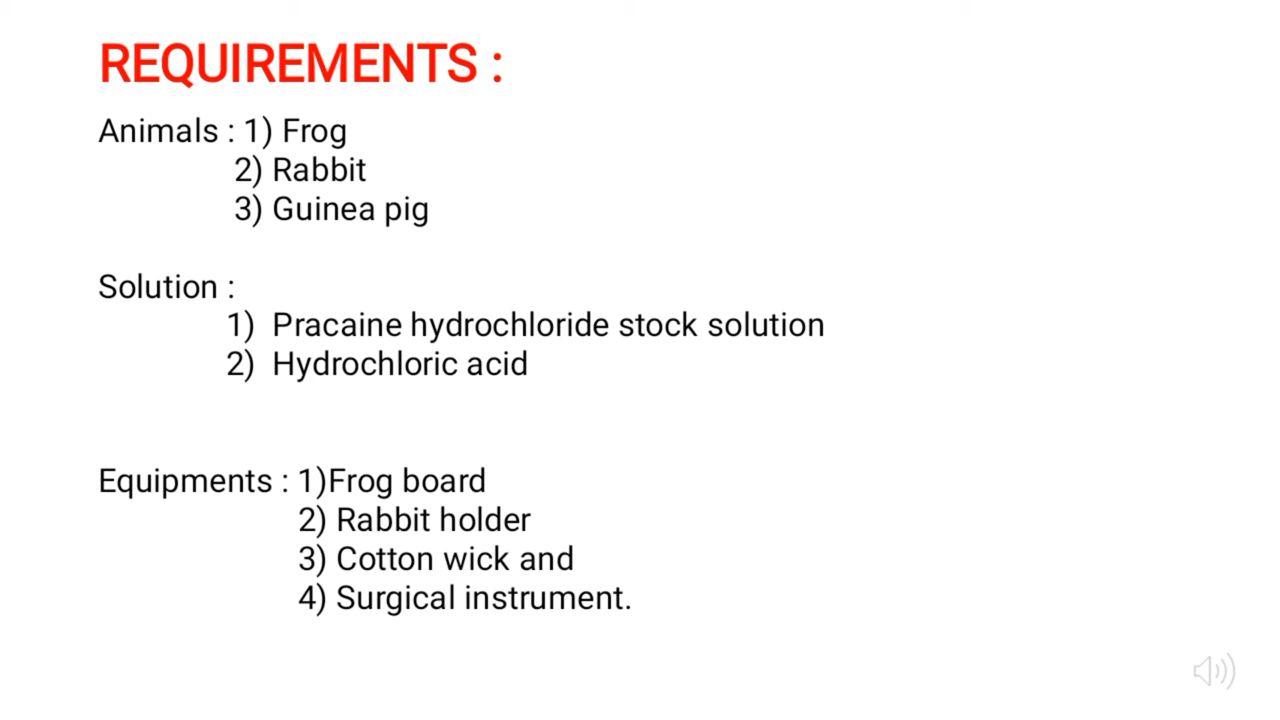 REQUIREMENTS :
Animals : 1) Frog
2) Rabbit
3) Guinea pig
Solution :
1) Pracaine hydrochloride stock solution
2) Hydrochloric acid
Equipments : 1)Frog board
2) Rabbit holder
3) Cotton wick and
4) Surgical instrument.